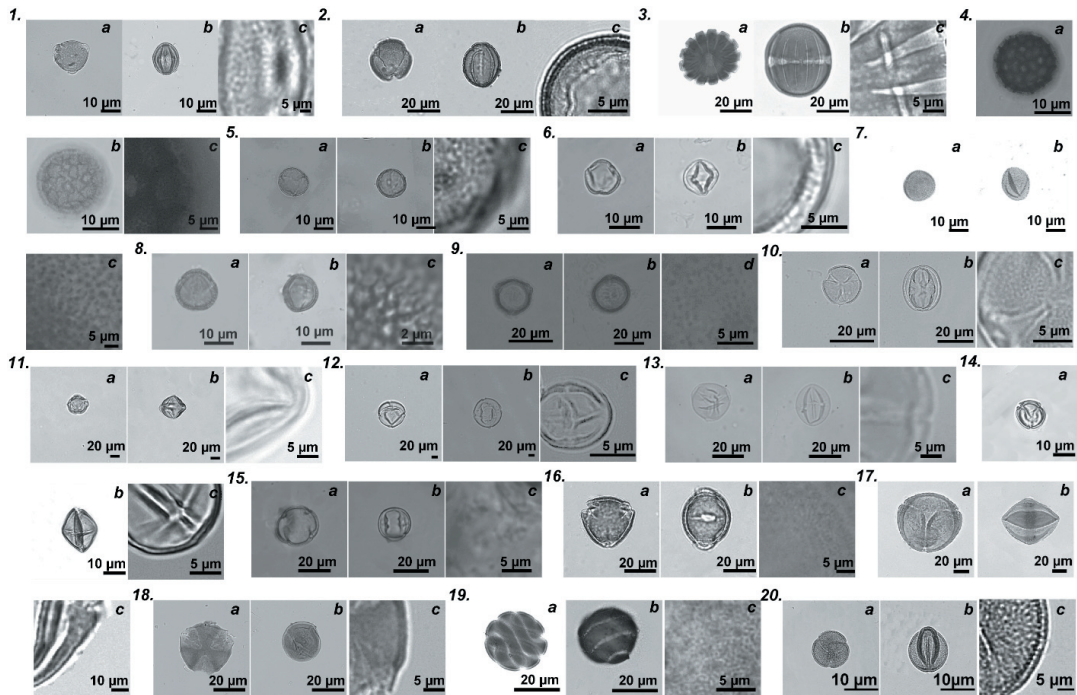 1. a b c 2. a b c 3. a b c 4. a
10 µm 10 µm 5 µm 20 µm 20 µm 5 µm 20 µm 20 µm 5 µm 10 µm
b c 5. a b c 6. a b c 7. a b
10 µm 5 µm 10 µm 10 µm 5 µm 10 µm 10 µm 5 µm 10 µm 10 µm
c 8. a b c 9. a b d 10. a b c
5 µm 10 µm 10 µm 2 µm 20 µm 20 µm 5 µm 20 µm 20 µm 5 µm
11. a b c 12. a b c 13. a b c 14. a
20 µm 20 µm 5 µm 20 µm 20 µm 5 µm 20 µm 20 µm 5 µm 10 µm
b c 15. a b c 16. a b c 17. a b
10 µm 5 µm 20 µm 20 µm 5 µm 20 µm 20 µm 5 µm 20 µm 20 µm
c 18. a b c 19. a b c 20. a b c
10 µm 20 µm 20 µm 5 µm 20 µm 20 µm 5 µm 10 µm 10µm 5 µm